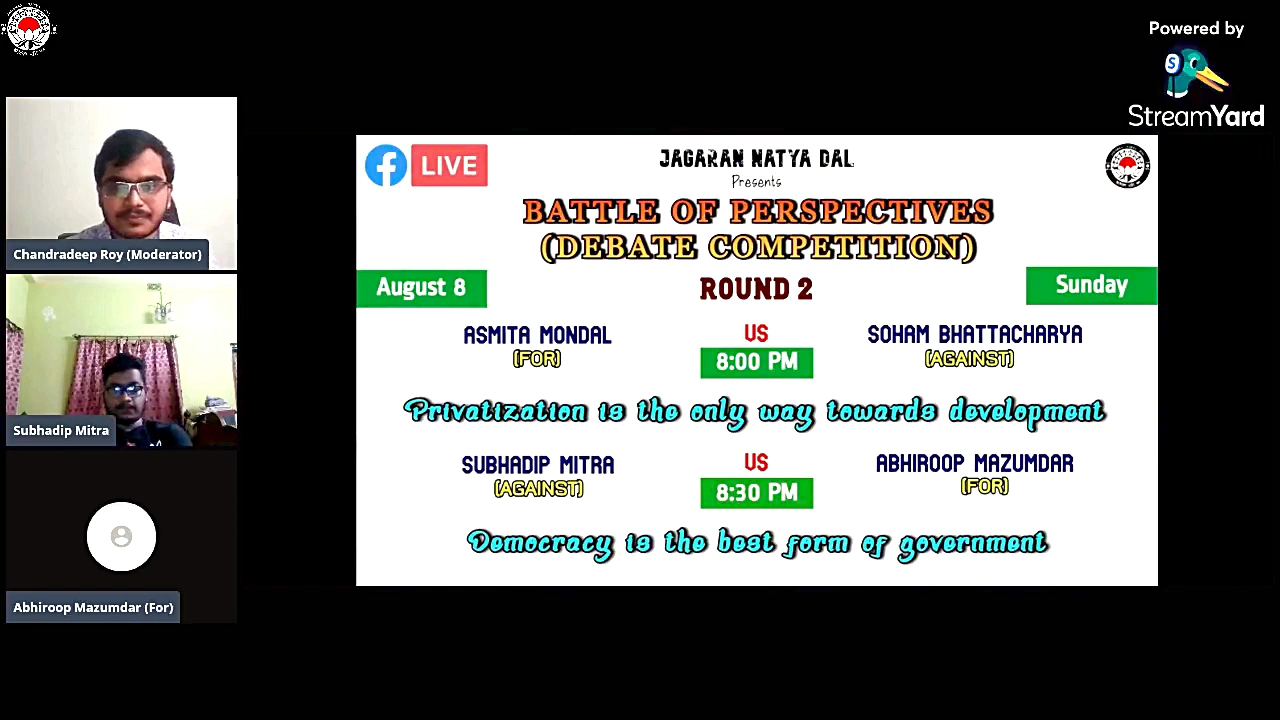 Powered by
StreamYard
Chandradeep Roy (Moderator)
Subhadip Mitra
Abhiroop Mazumdar (For)
LIVE
JAGARAN NATYA DAL
Presents
BATTLE OF PERSPECTIVES
(DEBATE COMPETITION)
August 8
ROUND 2
Sunday
ASMITA MONDAL VS SOHAM BHATTACHARYA
(FOR) 8:00 PM (AGAINST)
Privatization is the only way towards development
SUBHADIP MITRA VS ABHIROOP MAZUMDAR
(AGAINST) 8:30 PM (FOR)
Democracy is the best form of government